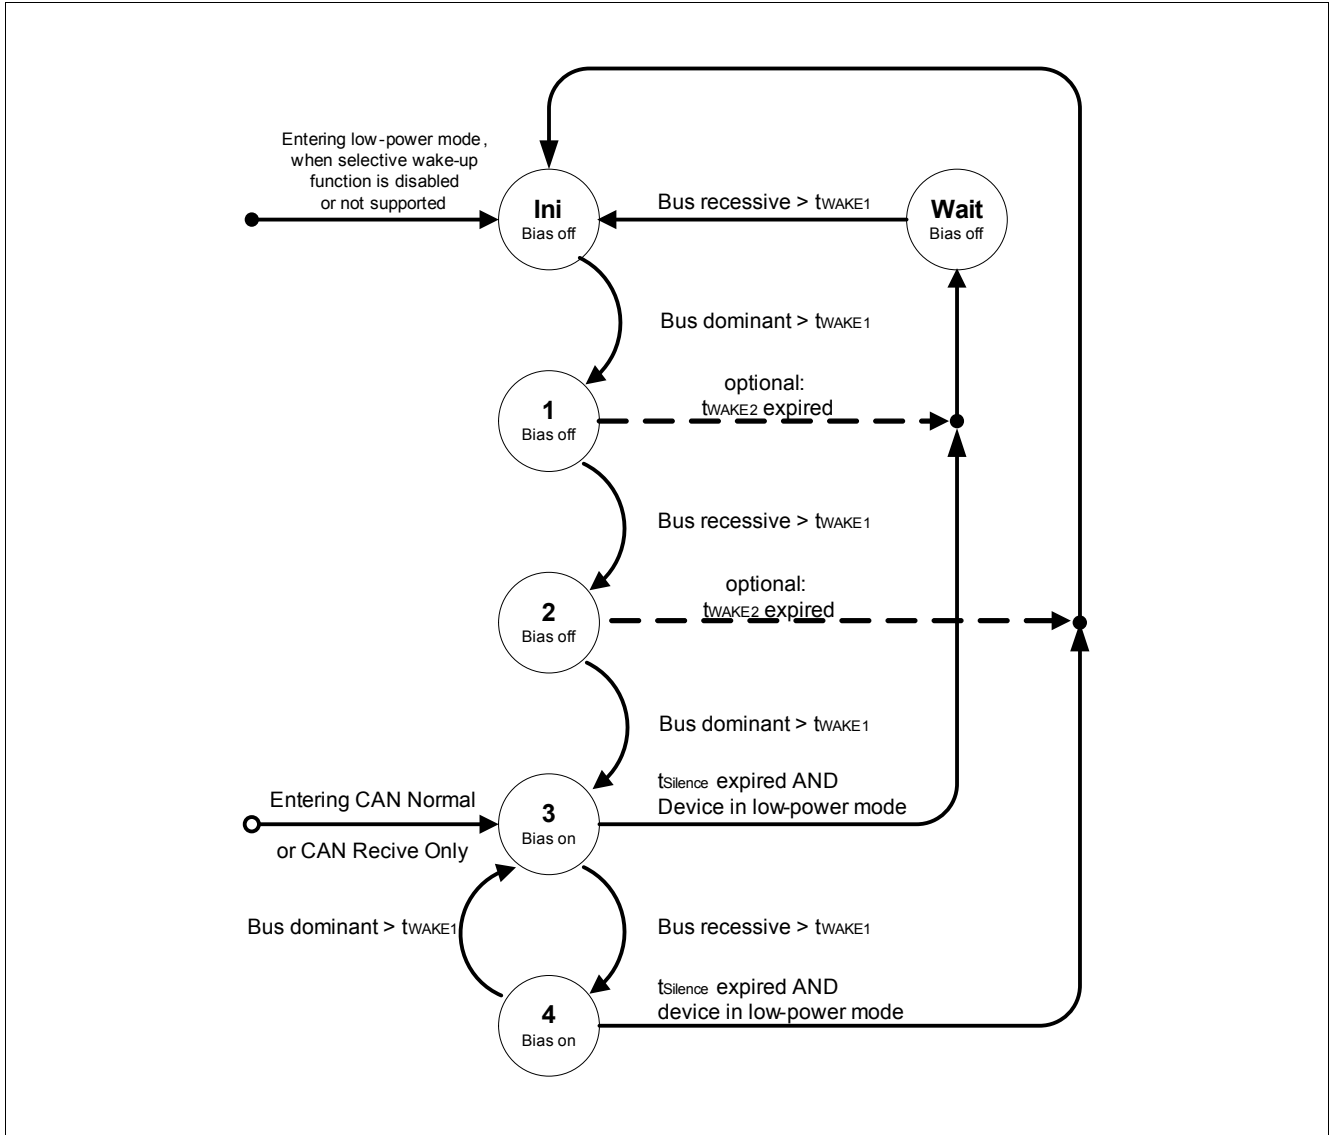 Entering low-power mode,
when selective wake-up
function is disabled
or not supported
Ini
Bias off
Bus recessive > tWAKE1
Wait
Bias off
Bus dominant > tWAKE1
optional:
tWAKE2 expired
1
Bias off
Bus recessive > tWAKE1
optional:
tWAKE2 expired
2
Bias off
Bus dominant > tWAKE1
tSilence expired AND
Device in low-power mode
Entering CAN Normal
or CAN Recive Only
3
Bias on
Bus dominant > tWAKE1
Bus recessive > tWAKE1
tSilence expired AND
device in low-power mode
4
Bias on